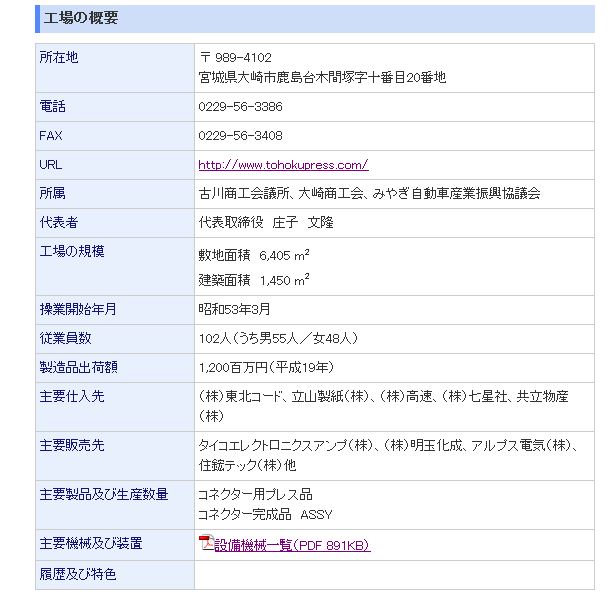 工場の概要
所在地
〒 989-4102
宮城県大崎市鹿島台木間塚字十番目20番地
電話
0229-56-3386
FAX
0229-56-3408
URL
http://www.tohokupress.com/
所属
古川商工会議所、大崎商工会、みやぎ自動車産業振興協議会
代表者
代表取締役 庄子 文隆
工場の規模
敷地面積 6,405 m²
建築面積 1,450 m²
操業開始年月
昭和53年3月
従業員数
102人(うち男55人／女48人)
製造品出荷額
1,200百万円(平成19年)
主要仕入先
(株)東北コード、立山製紙(株)、(株)高速、(株)七星社、共立物産
(株)
主要販売先
タイコエレクトロニクスアンプ(株)、(株)明玉化成、アルプス電気(株)、
住鉱テック(株)他
主要製品及び生産数量
コネクター用プレス品
コネクター完成品 ASSY
主要機械及び装置
設備機械一覧(PDF 891KB)
履歴及び特色